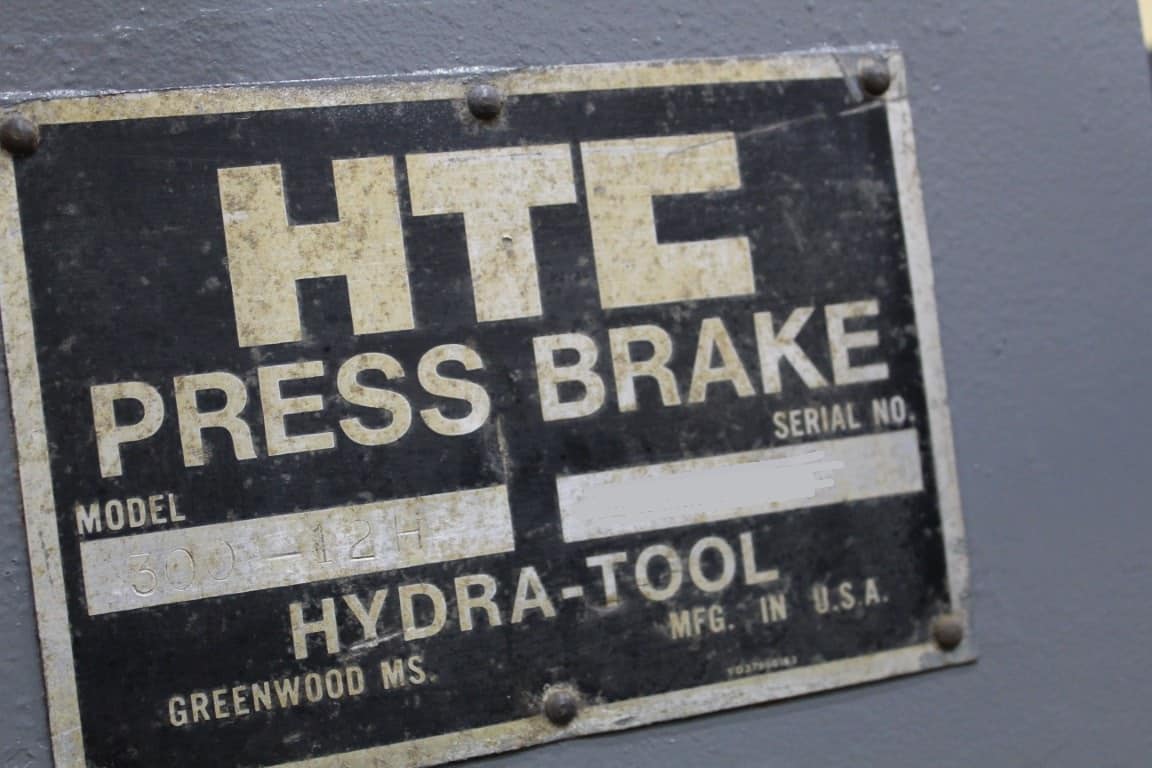 HTC
PRESS BRAKE
SERIAL NO.
MODEL
300-12H
HYDRA-TOOL
MFG. IN U.S.A.
GREENWOOD MS.